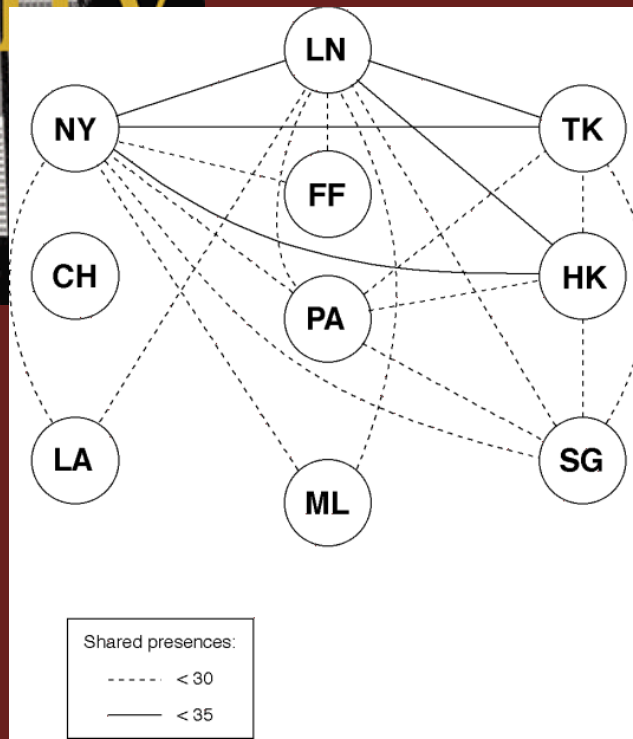 LN
NY
TK
FF
CH
HK
PA
LA
SG
ML
Shared presences:
< 30
< 35